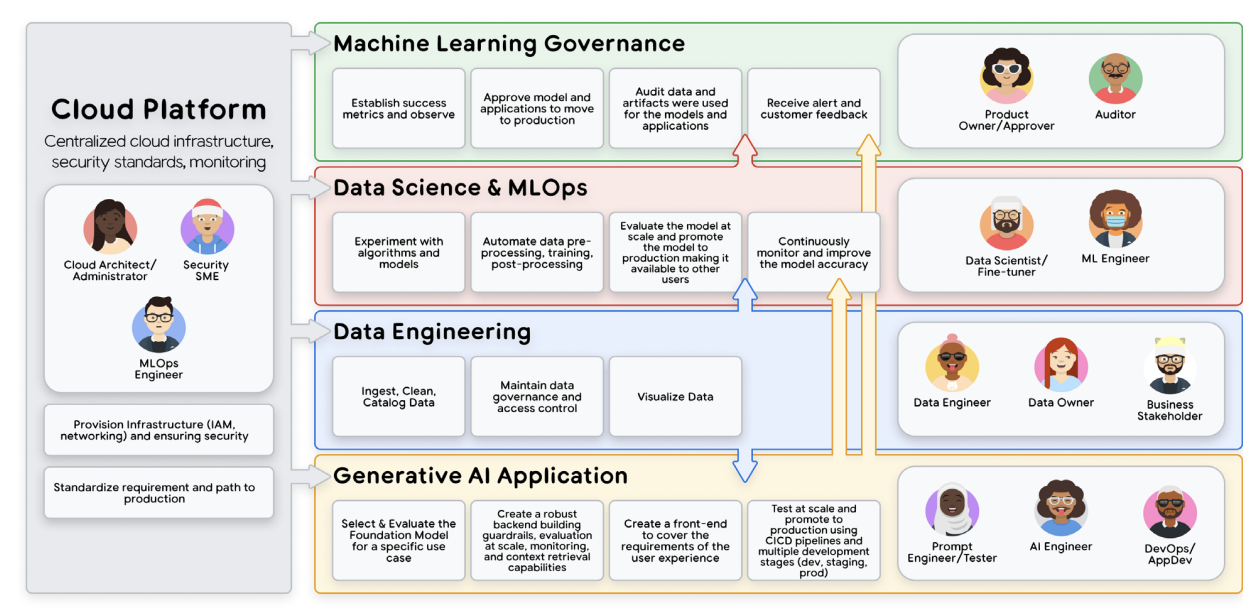 Cloud Platform
Centralized cloud infrastructure,
security standards, monitoring
Cloud Architect/
Administrator
Security
SME
MLOps
Engineer
Provision Infrastructure (IAM,
networking) and ensuring security
Standardize requirement and path to
production
Machine Learning Governance
Establish success
metrics and observe
Approve model and
applications to move
to production
Audit data and
artifacts were used
for the models and
applications
Receive alert and
customer feedback
Product
Owner/Approver
Auditor
Data Science & MLOps
Experiment with
algorithms and
models
Automate data pre-
processing, training,
post-processing
Evaluate the model at
scale and promote
the model to
production making it
available to other
users
Continuously
monitor and improve
the model accuracy
Data Scientist/
Fine-tuner
ML Engineer
Data Engineering
Ingest, Clean,
Catalog Data
Maintain data
governance and
access control
Visualize Data
Data Engineer
Data Owner
Business
Stakeholder
Generative AI Application
Select & Evaluate the
Foundation Model
for a specific use
case
Create a robust
backend building
guardrails, evaluation
at scale, monitoring,
and context retrieval
capabilities
Create a front-end
to cover the
requirements of the
user experience
Test at scale and
promote to
production using
CICD pipelines and
multiple development
stages (dev, staging,
prod)
Prompt
Engineer/Tester
AI Engineer
DevOps/
AppDev